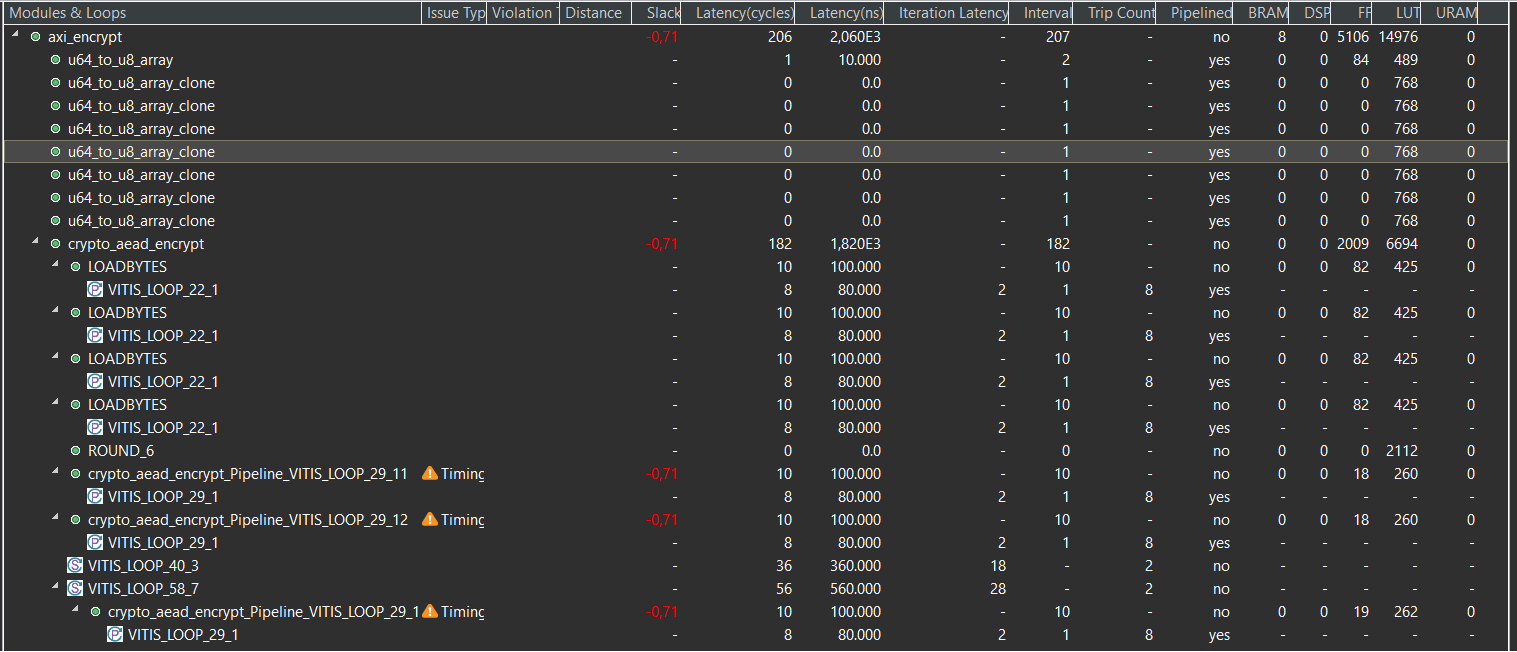 Modules & Loops Issue Typ Violation T Distance Slack Latency(cycles) Latency(ns) Iteration Latency Interval Trip Count Pipelined BRAM DSP FF LUT URAM
axi_encrypt -0,71 206 2,060E3 - 207 - no 8 0 5106 14976 0
u64_to_u8_array - 1 10.000 - 2 - yes 0 0 84 489 0
u64_to_u8_array_clone - 0 0.0 - 1 - yes 0 0 0 768 0
u64_to_u8_array_clone - 0 0.0 - 1 - yes 0 0 0 768 0
u64_to_u8_array_clone - 0 0.0 - 1 - yes 0 0 0 768 0
u64_to_u8_array_clone - 0 0.0 - 1 - yes 0 0 0 768 0
u64_to_u8_array_clone - 0 0.0 - 1 - yes 0 0 0 768 0
u64_to_u8_array_clone - 0 0.0 - 1 - yes 0 0 0 768 0
u64_to_u8_array_clone - 0 0.0 - 1 - yes 0 0 0 768 0
crypto_aead_encrypt -0,71 182 1,820E3 - 182 - no 0 0 2009 6694 0
LOADBYTES - 10 100.000 - 10 - no 0 0 82 425 0
VITIS_LOOP_22_1 - 8 80.000 2 1 8 yes - - - - -
LOADBYTES - 10 100.000 - 10 - no 0 0 82 425 0
VITIS_LOOP_22_1 - 8 80.000 2 1 8 yes - - - - -
LOADBYTES - 10 100.000 - 10 - no 0 0 82 425 0
VITIS_LOOP_22_1 - 8 80.000 2 1 8 yes - - - - -
LOADBYTES - 10 100.000 - 10 - no 0 0 82 425 0
VITIS_LOOP_22_1 - 8 80.000 2 1 8 yes - - - - -
ROUND_6 - 0 0.0 - 0 - no 0 0 0 2112 0
crypto_aead_encrypt_Pipeline_VITIS_LOOP_29_11 Timing -0,71 10 100.000 - 10 - no 0 0 18 260 0
VITIS_LOOP_29_1 - 8 80.000 2 1 8 yes - - - - -
crypto_aead_encrypt_Pipeline_VITIS_LOOP_29_12 Timing -0,71 10 100.000 - 10 - no 0 0 18 260 0
VITIS_LOOP_29_1 - 8 80.000 2 1 8 yes - - - - -
VITIS_LOOP_40_3 - 36 360.000 18 - 2 no - - - - -
VITIS_LOOP_58_7 - 56 560.000 28 - 2 no - - - - -
crypto_aead_encrypt_Pipeline_VITIS_LOOP_29_1 Timing -0,71 10 100.000 - 10 - no 0 0 19 262 0
VITIS_LOOP_29_1 - 8 80.000 2 1 8 yes - - - - -